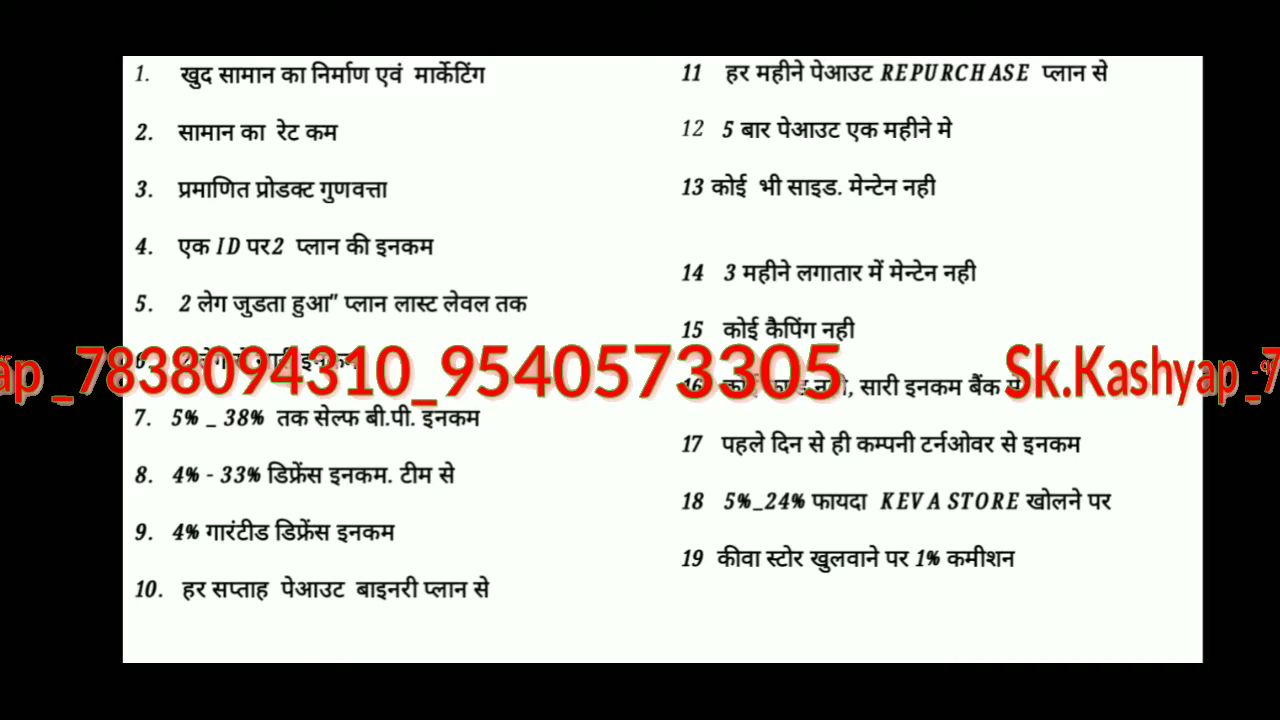 1. खुद सामान का निर्माण एवं मार्केटिंग
2. सामान का रेट कम
3. प्रमाणित प्रोडक्ट गुणवत्ता
4. एक ID पर2 प्लान की इनकम
5. 2 लेग जुडता हुआ" प्लान लास्ट लेवल तक
7. 5% _ 38% तक सेल्फ बी.पी. इनकम
8. 4% - 33% डिफ्रेंस इनकम. टीम से
9. 4% गारंटीड डिफ्रेंस इनकम
10. हर सप्ताह पेआउट बाइनरी प्लान से
11 हर महीने पेआउट REPURCHASE प्लान से
12 5 बार पेआउट एक महीने मे
13 कोई भी साइड. मेन्टेन नही
14 3 महीने लगातार में मेन्टेन नही
15 कोई कैपिंग नही
16 सारी इनकम बैंक मे
17 पहले दिन से ही कम्पनी टर्नओवर से इनकम
18 5%_24% फायदा KEVA STORE खोलने पर
19 कीवा स्टोर खुलवाने पर 1% कमीशन
_7838094310_9540573305 Sk.Kashyap